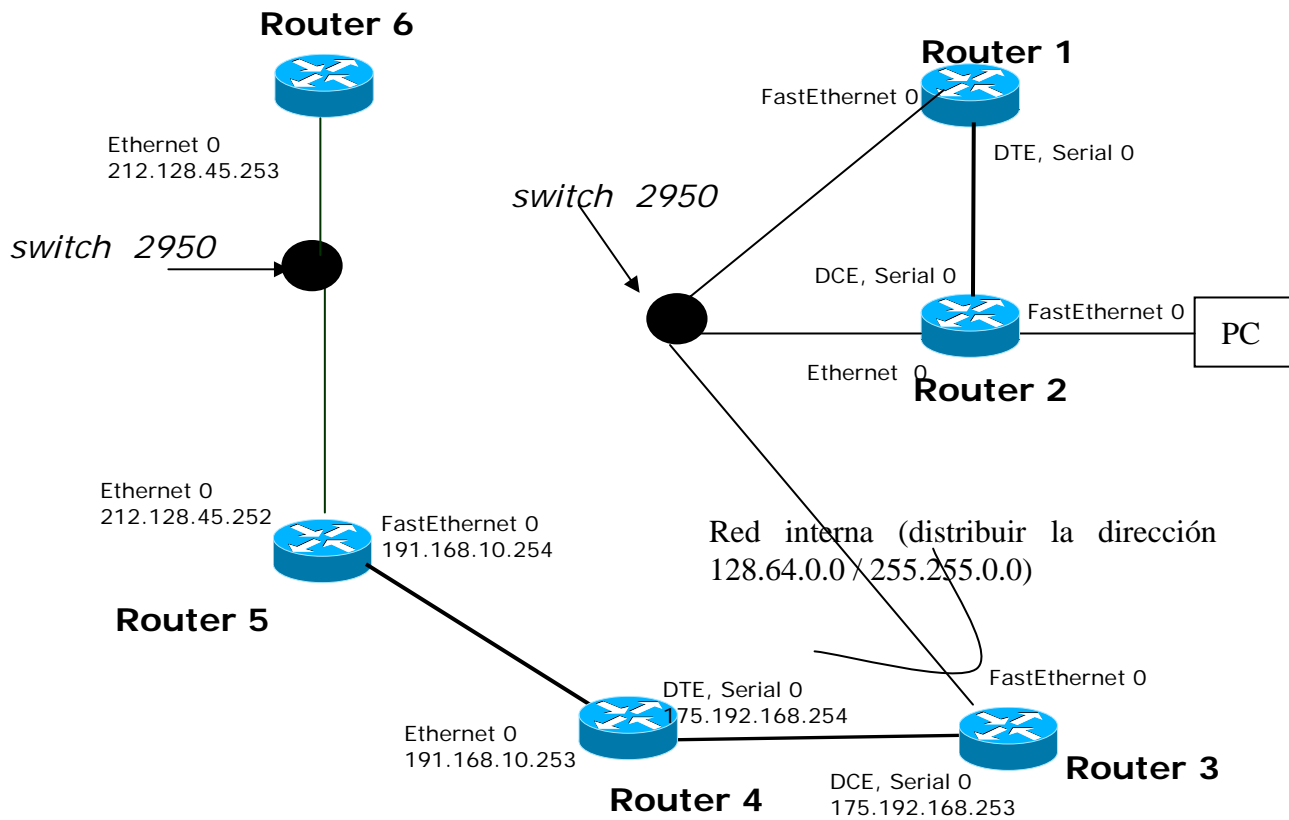 Router 6
Router 1
FastEthernet 0
Ethernet 0
212.128.45.253
DTE, Serial 0
switch 2950
switch 2950
DCE, Serial 0
FastEthernet 0
PC
Ethernet 0
Router 2
Ethernet 0
212.128.45.252
FastEthernet 0
191.168.10.254
Red interna (distribuir la dirección
128.64.0.0 / 255.255.0.0)
Router 5
FastEthernet 0
DTE, Serial 0
175.192.168.254
Ethernet 0
191.168.10.253
Router 3
DCE, Serial 0
175.192.168.253
Router 4